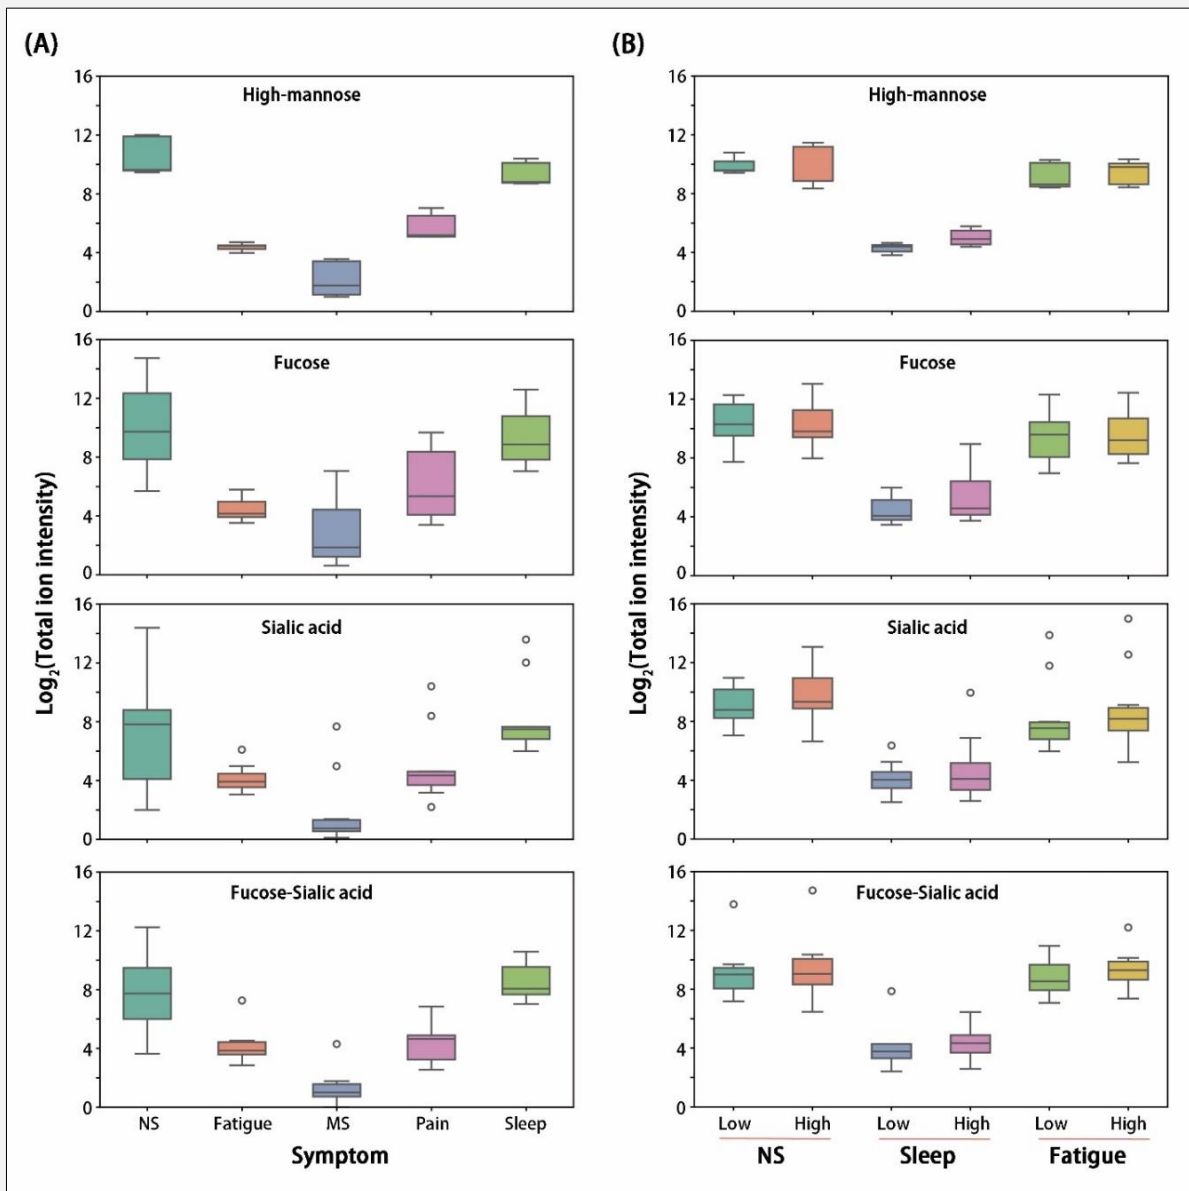 (A)
High-mannose
16
12
8
4
0
Fucose
16
12
8
4
0
Sialic acid
16
12
8
4
0
Fucose-Sialic acid
16
12
8
4
0
Log2(Total ion intensity)
NS Fatigue MS Pain Sleep
Symptom
(B)
High-mannose
16
12
8
4
0
Fucose
16
12
8
4
0
Sialic acid
16
12
8
4
0
Fucose-Sialic acid
16
12
8
4
0
Log2(Total ion intensity)
Low High Low High Low High
NS Sleep Fatigue